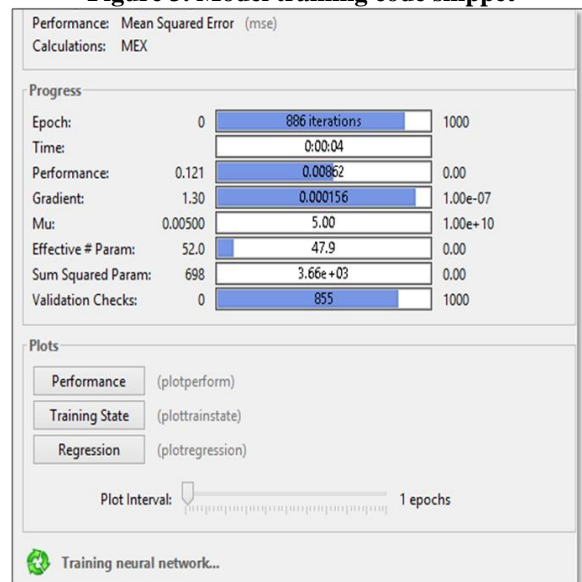 Figure 3. Model training code snippet
Performance: Mean Squared Error (mse)
Calculations: MEX
Progress
Epoch: 0 886 iterations 1000
Time: 0:00:04
Performance: 0.121 0.00862 0.00
Gradient: 1.30 0.000156 1.00e-07
Mu: 0.00500 5.00 1.00e+10
Effective # Param: 52.0 47.9 0.00
Sum Squared Param: 698 3.66e+03 0.00
Validation Checks: 0 855 1000
Plots
Performance (plotperform)
Training State (plottrainstate)
Regression (plotregression)
Plot Interval: 1 epochs
Training neural network...